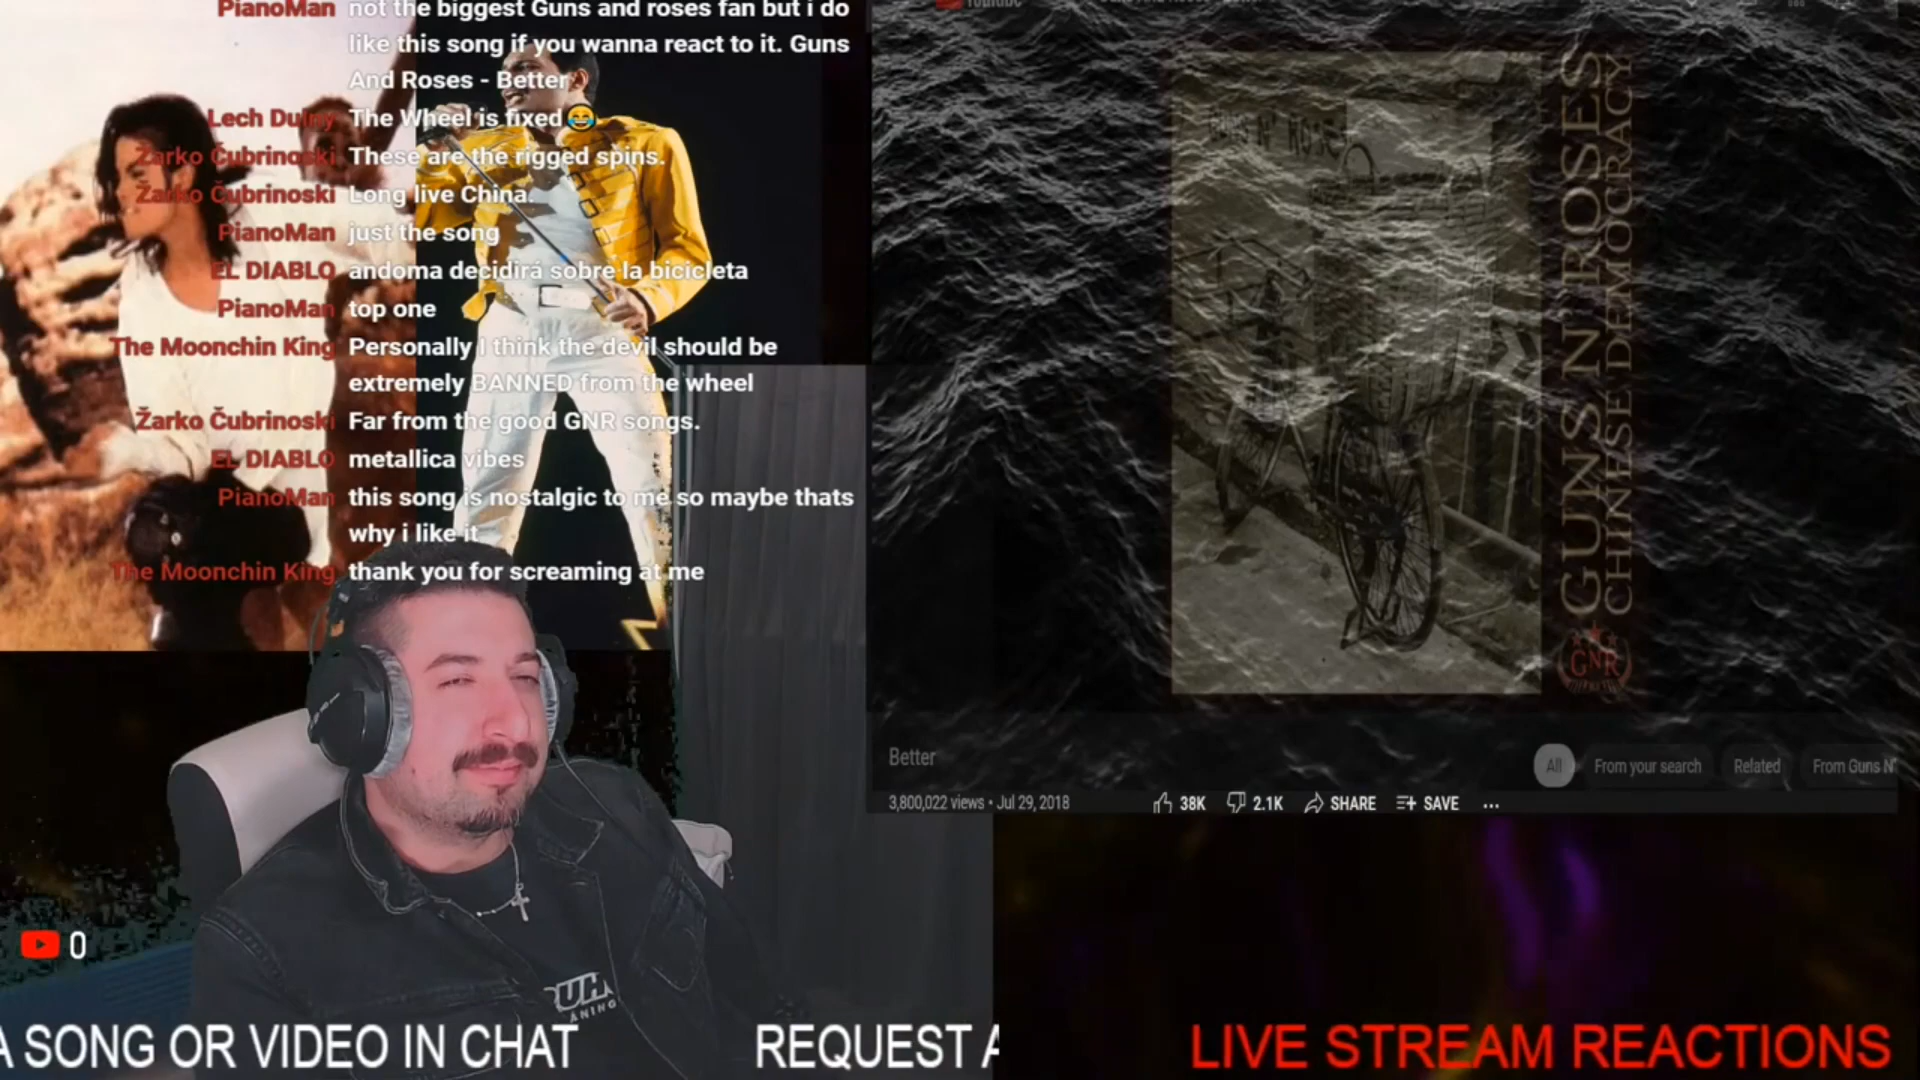 PianoMan not the biggest Guns and roses fan but i do
like this song if you wanna react to it. Guns
And Roses - Better
Lech Dulny The Wheel is fixed😂
Žarko Čubrinoski These are the rigged spins.
Žarko Čubrinoski Long live China.
PianoMan just the song
EL DIABLO andoma decidirá sobre la bicicleta
PianoMan top one
The Moonchin King Personally I think the devil should be
extremely BANNED from the wheel
Žarko Čubrinoski Far from the good GNR songs.
EL DIABLO metallica vibes
PianoMan this song is nostalgic to me so maybe thats
why i like it
The Moonchin King thank you for screaming at me
YouTube
GUNS N' ROSES
GUNS N' ROSES
CHINESE DEMOCRACY
GNR
Better
All From your search Related From Guns N'
3,800,022 views • Jul 29, 2018 38K 2.1K SHARE SAVE ...
0
A SONG OR VIDEO IN CHAT REQUEST A
LIVE STREAM REACTIONS